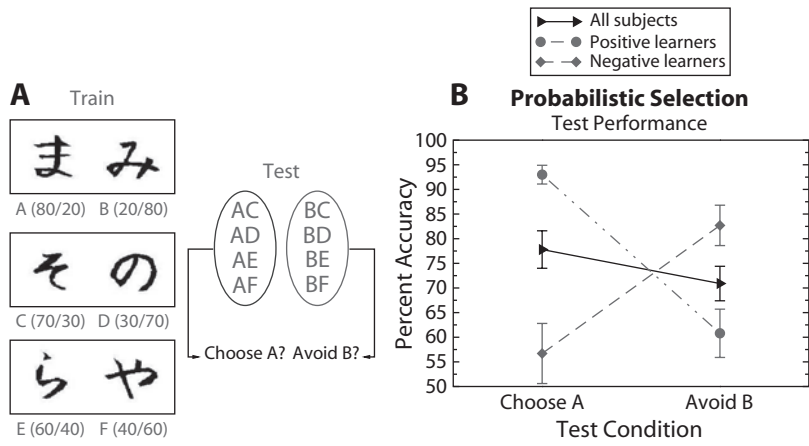 All subjects
Positive learners
Negative learners
A
Train
ま み
A (80/20) B (20/80)
そ の
C (70/30) D (30/70)
ら や
E (60/40) F (40/60)
Test
AC
AD
AE
AF
BC
BD
BE
BF
Choose A? Avoid B?
B
Probabilistic Selection
Test Performance
Percent Accuracy
100
95
90
85
80
75
70
65
60
55
50
Choose A
Avoid B
Test Condition